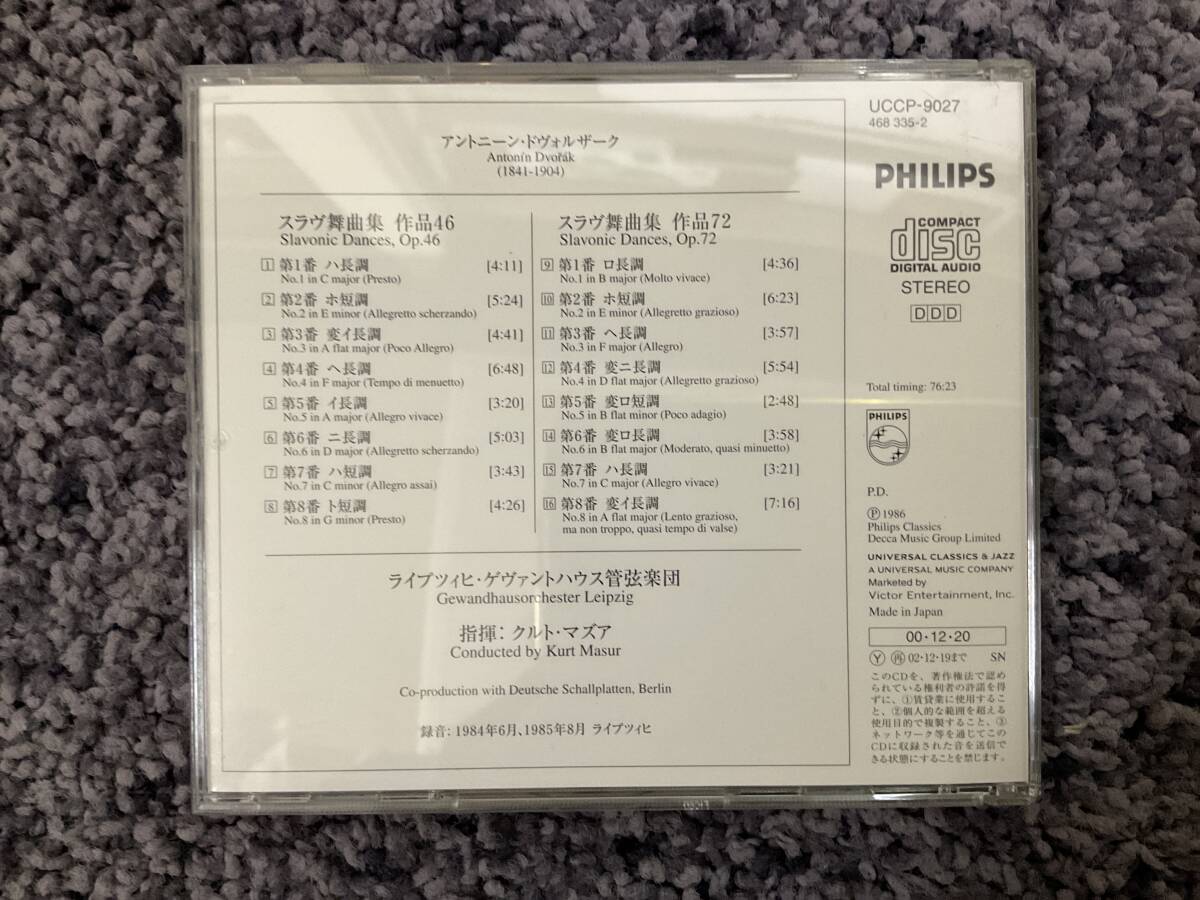 アントニーン・ドヴォルザーク
Antonín Dvořák
(1841-1904)
スラヴ舞曲集 作品46
Slavonic Dances, Op.46
1 第1番 ハ長調 [4:11]
No.1 in C major (Presto)
2 第2番 ホ短調 [5:24]
No.2 in E minor (Allegretto scherzando)
3 第3番 変イ長調 [4:41]
No.3 in A flat major (Poco Allegro)
4 第4番 ヘ長調 [6:48]
No.4 in F major (Tempo di menuetto)
5 第5番 イ長調 [3:20]
No.5 in A major (Allegro vivace)
6 第6番 ニ長調 [5:03]
No.6 in D major (Allegretto scherzando)
7 第7番 ハ短調 [3:43]
No.7 in C minor (Allegro assai)
8 第8番 ト短調 [4:26]
No.8 in G minor (Presto)
スラヴ舞曲集 作品72
Slavonic Dances, Op.72
9 第1番 ロ長調 [4:36]
No.1 in B major (Molto vivace)
10 第2番 ホ短調 [6:23]
No.2 in E minor (Allegretto grazioso)
11 第3番 ヘ長調 [3:57]
No.3 in F major (Allegro)
12 第4番 変ニ長調 [5:54]
No.4 in D flat major (Allegretto grazioso)
13 第5番 変ロ短調 [2:48]
No.5 in B flat minor (Poco adagio)
14 第6番 変ロ長調 [3:58]
No.6 in B flat major (Moderato, quasi minuetto)
15 第7番 ハ長調 [3:21]
No.7 in C major (Allegro vivace)
16 第8番 変イ長調 [7:16]
No.8 in A flat major (Lento grazioso,
ma non troppo, quasi tempo di valse)
ライプツィヒ・ゲヴァントハウス管弦楽団
Gewandhausorchester Leipzig
指揮: クルト・マズア
Conducted by Kurt Masur
Co-production with Deutsche Schallplatten, Berlin
録音: 1984年6月、1985年8月 ライプツィヒ
UCCP-9027
468 335-2
PHILIPS
COMPACT
disc
DIGITAL AUDIO
STEREO
DDD
Total timing: 76:23
PHILIPS
P.D.
Ⓟ 1986
Philips Classics
Decca Music Group Limited
UNIVERSAL CLASSICS & JAZZ
A UNIVERSAL MUSIC COMPANY
Marketed by
Victor Entertainment, Inc.
Made in Japan
00・12・20
Ⓨ ㊢ 02・12・19まで SN
このCDを、著作権法で認め
られている権利者の許諾を得
ずに、①賃貸業に使用するこ
と、②個人的な範囲を超える
使用目的で複製すること、③
ネットワーク等を通じてこの
CDに収録された音を送信で
きる状態にすることを禁じます。